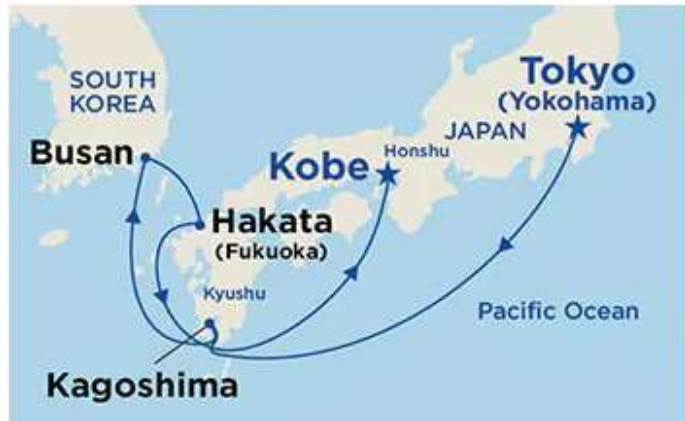 SOUTH
KOREA
Busan
Tokyo
(Yokohama)
JAPAN
Honshu
Kobe
Hakata
(Fukuoka)
Kyushu
Pacific Ocean
Kagoshima